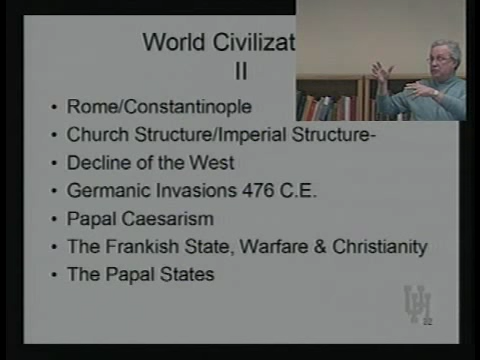 World Civilizat
II
• Rome/Constantinople
• Church Structure/Imperial Structure-
• Decline of the West
• Germanic Invasions 476 C.E.
• Papal Caesarism
• The Frankish State, Warfare & Christianity
• The Papal States
UH
22